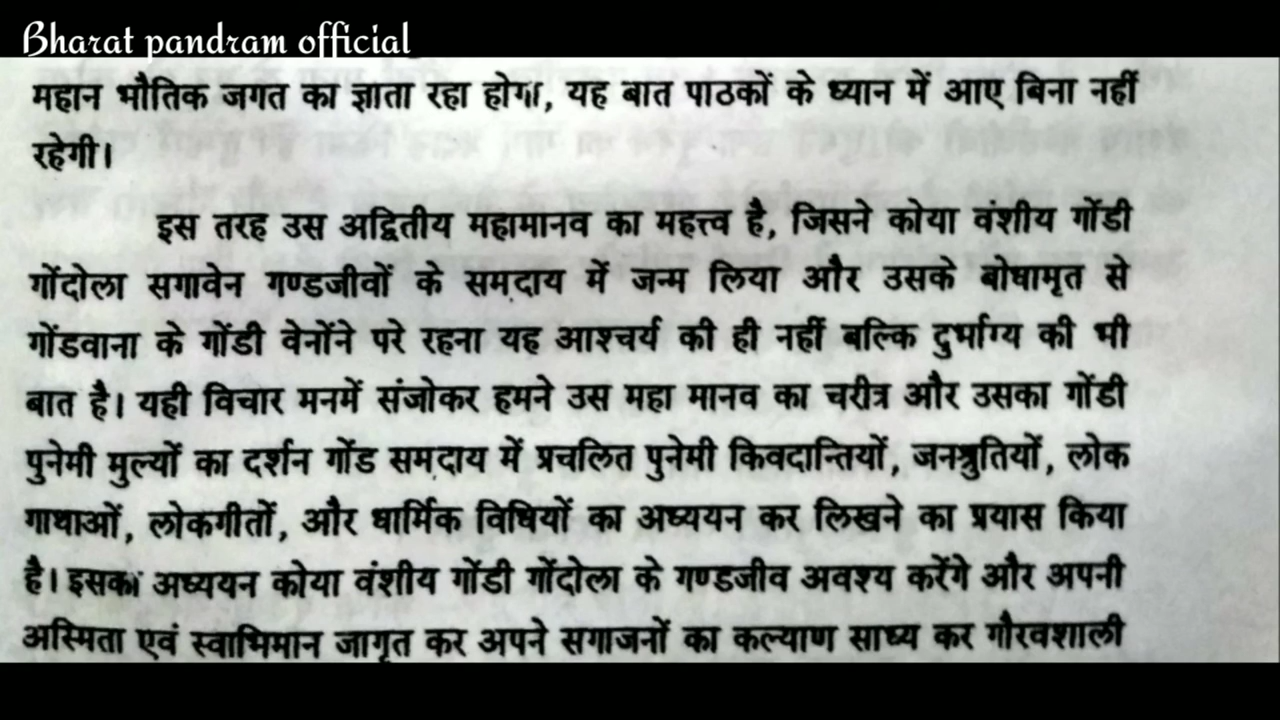 Bharat pandram official
महान भौतिक जगत का ज्ञाता रहा होगा, यह बात पाठकों के ध्यान में आए बिना नहीं
रहेगी।
इस तरह उस अद्वितीय महामानव का महत्त्व है, जिसने कोया वंशीय गोंडी
गोंदोला सगावेन गण्डजीवों के समदाय में जन्म लिया और उसके बोधामृत से
गोंडवाना के गोंडी वेनोंने परे रहना यह आश्चर्य की ही नहीं बल्कि दुर्भाग्य की भी
बात है। यही विचार मनमें संजोकर हमने उस महा मानव का चरीत्र और उसका गोंडी
पुनेमी मुल्यों का दर्शन गोंड समदाय में प्रचलित पुनेमी किवदान्तियों, जनश्रुतियों, लोक
गाथाओं, लोकगीतों, और धार्मिक विधियों का अध्ययन कर लिखने का प्रयास किया
है। इसका अध्ययन कोया वंशीय गोंडी गोंदोला के गण्डजीव अवश्य करेंगे और अपनी
अस्मिता एवं स्वाभिमान जागृत कर अपने सगाजनों का कल्याण साध्य कर गौरवशाली